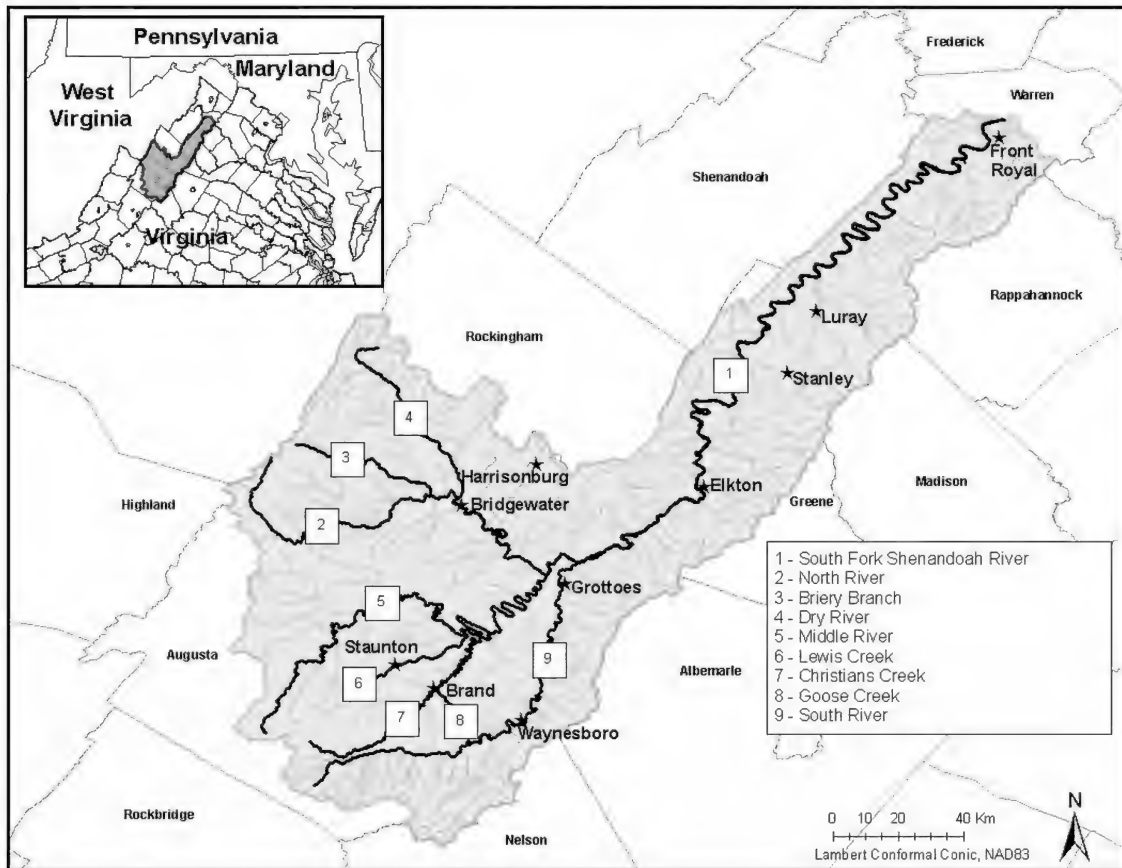 Pennsylvania
Maryland
West
Virginia
Virginia
Frederick
Warren
Front
Royal
Shenandoah
Rappahannock
Luray
Rockingham
1
Stanley
4
3
Harrisonburg
Elkton
Madison
Highland
Bridgewater
Greene
2
1 - South Fork Shenandoah River
2 - North River
3 - Briery Branch
4 - Dry River
5 - Middle River
6 - Lewis Creek
7 - Christians Creek
8 - Goose Creek
9 - South River
Grottoes
5
Staunton
Augusta
9
Albemarle
6
Brand
7
8
Waynesboro
Rockbridge
Nelson
N
0 10 20 40 Km
Lambert Conformal Conic, NAD83